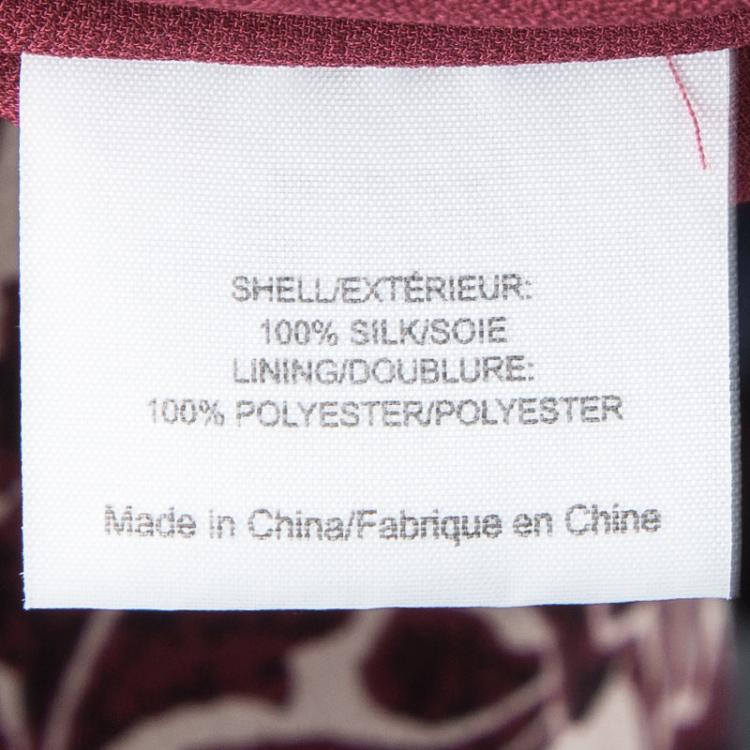 SHELL/EXTÉRIEUR:
100% SILK/SOIE
LINING/DOUBLURE:
100% POLYESTER/POLYESTER
Made in China/Fabrique en Chine